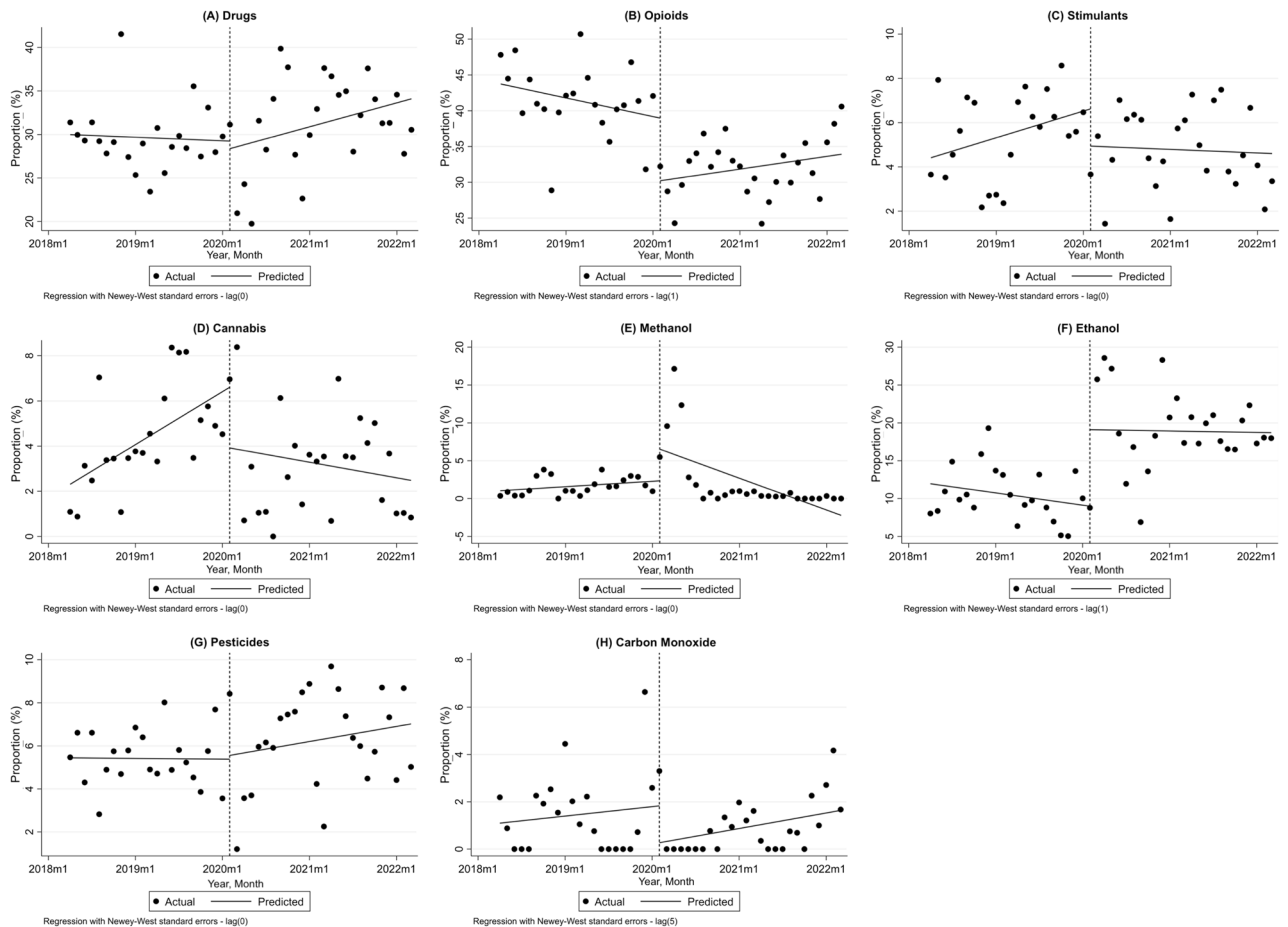 (A) Drugs
Proportion (%)
40
35
30
25
20
2018m1 2019m1 2020m1 2021m1 2022m1
Year, Month
Actual Predicted
Regression with Newey-West standard errors - lag(0)
(B) Opioids
Proportion (%)
50
45
40
35
30
25
2018m1 2019m1 2020m1 2021m1 2022m1
Year, Month
Actual Predicted
Regression with Newey-West standard errors - lag(1)
(C) Stimulants
Proportion (%)
10
8
6
4
2
2018m1 2019m1 2020m1 2021m1 2022m1
Year, Month
Actual Predicted
Regression with Newey-West standard errors - lag(0)
(D) Cannabis
Proportion (%)
8
6
4
2
0
2018m1 2019m1 2020m1 2021m1 2022m1
Year, Month
Actual Predicted
Regression with Newey-West standard errors - lag(0)
(E) Methanol
Proportion (%)
20
15
10
5
0
-5
2018m1 2019m1 2020m1 2021m1 2022m1
Year, Month
Actual Predicted
Regression with Newey-West standard errors - lag(0)
(F) Ethanol
Proportion (%)
30
25
20
15
10
5
2018m1 2019m1 2020m1 2021m1 2022m1
Year, Month
Actual Predicted
Regression with Newey-West standard errors - lag(1)
(G) Pesticides
Proportion (%)
10
8
6
4
2
2018m1 2019m1 2020m1 2021m1 2022m1
Year, Month
Actual Predicted
Regression with Newey-West standard errors - lag(0)
(H) Carbon Monoxide
Proportion (%)
8
6
4
2
0
2018m1 2019m1 2020m1 2021m1 2022m1
Year, Month
Actual Predicted
Regression with Newey-West standard errors - lag(5)